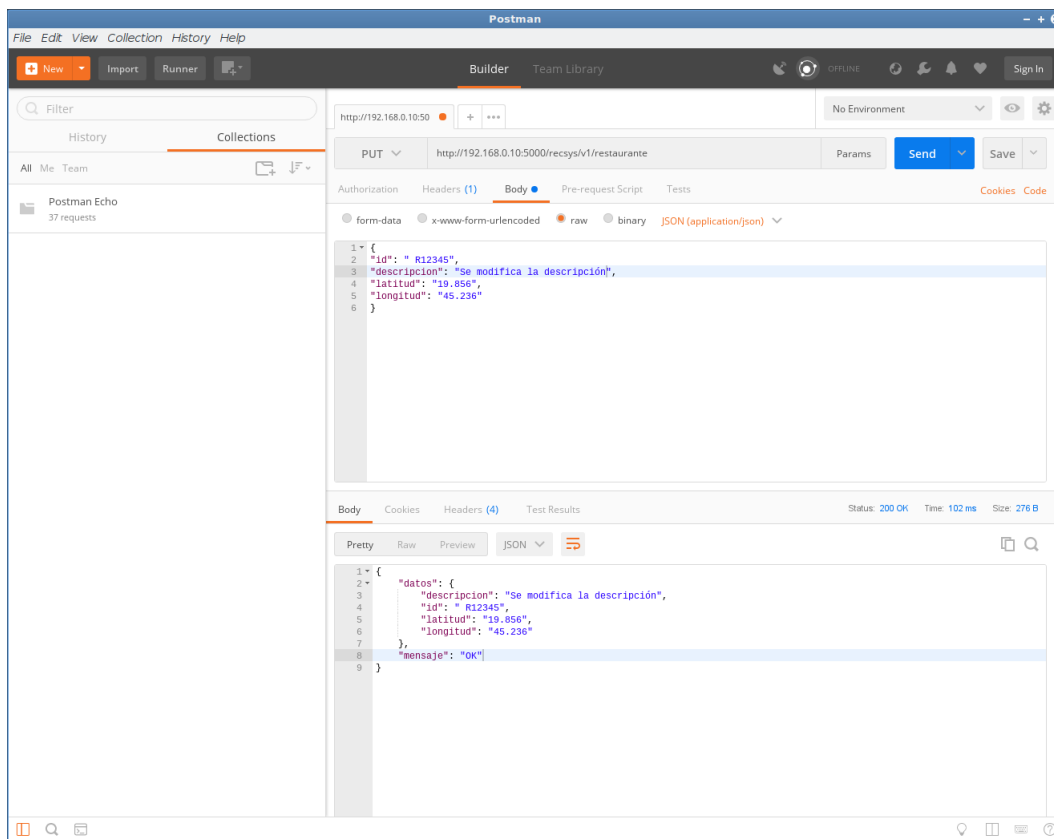 Postman
File Edit View Collection History Help
New Import Runner Builder Team Library OFFLINE Sign In
Filter
History Collections
All Me Team
Postman Echo
37 requests
http://192.168.0.10:50 No Environment
PUT http://192.168.0.10:5000/recsys/v1/restaurante Params Send Save
Authorization Headers (1) Body Pre-request Script Tests Cookies Code
form-data x-www-form-urlencoded raw binary JSON (application/json)
1 {
2 "id": " R12345",
3 "descripcion": "Se modifica la descripción",
4 "latitud": "19.856",
5 "longitud": "45.236"
6 }
Body Cookies Headers (4) Test Results Status: 200 OK Time: 102 ms Size: 276 B
Pretty Raw Preview JSON
1 {
2 "datos": {
3 "descripcion": "Se modifica la descripción",
4 "id": " R12345",
5 "latitud": "19.856",
6 "longitud": "45.236"
7 },
8 "mensaje": "OK"
9 }